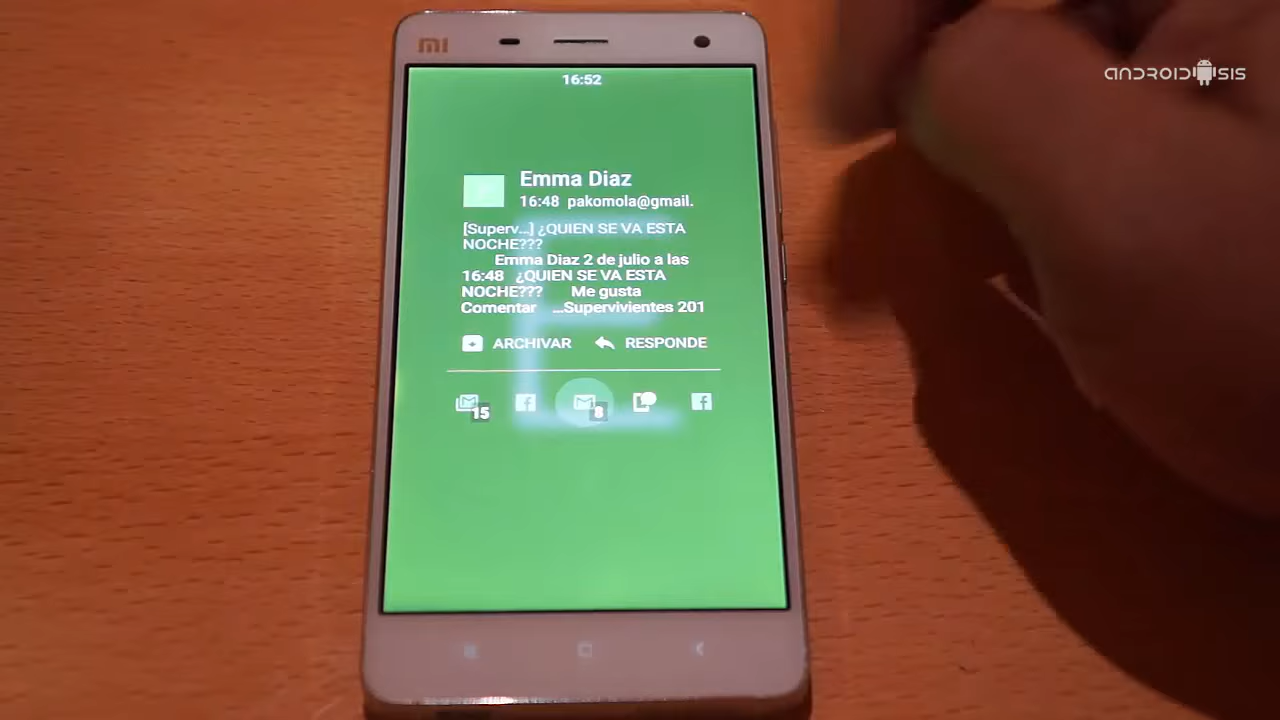 mi
ANDROIDSIS
16:52
Emma Diaz
16:48 pakomola@gmail.
[Superv...] ¿QUIEN SE VA ESTA
NOCHE???
Emma Diaz 2 de julio a las
16:48 ¿QUIEN SE VA ESTA
NOCHE??? Me gusta
Comentar ...Supervivientes 201
ARCHIVAR RESPONDE
15 8